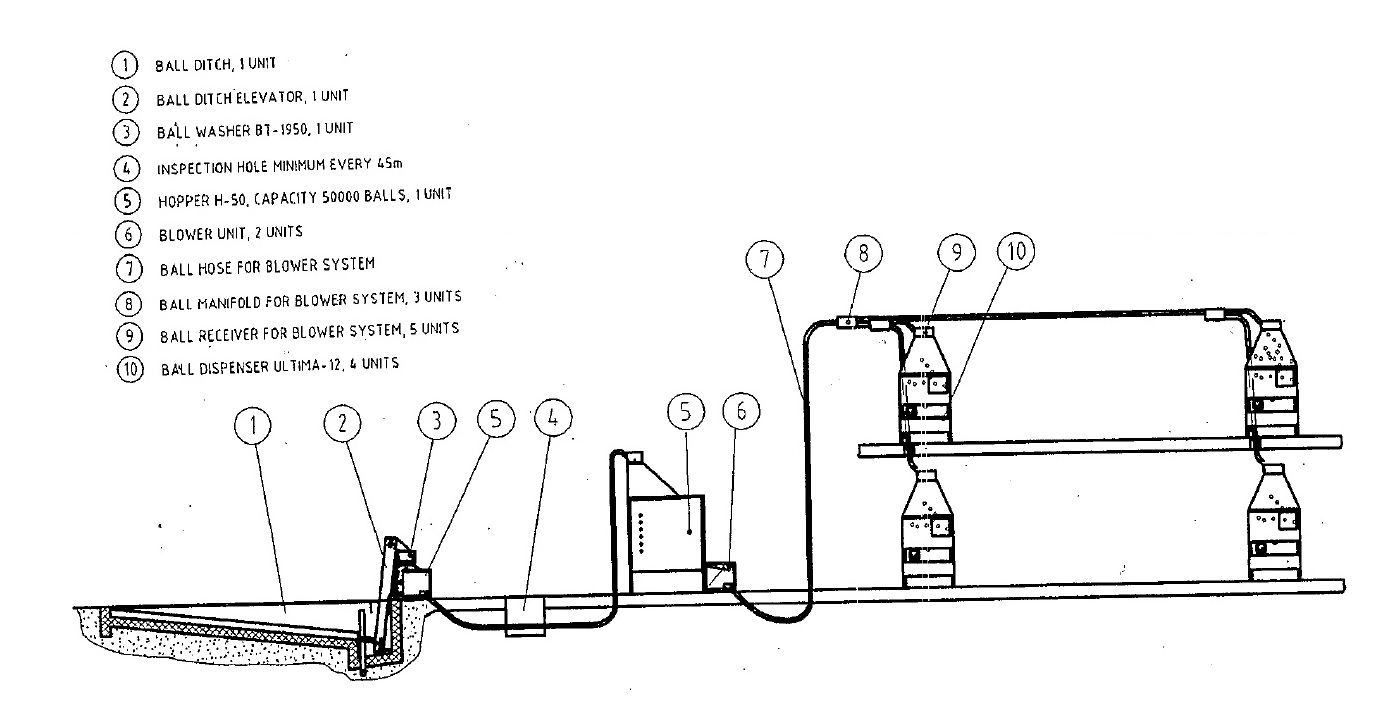 1 BALL DITCH, 1 UNIT
2 BALL DITCH ELEVATOR, 1 UNIT
3 BALL WASHER BT-1950, 1 UNIT
4 INSPECTION HOLE MINIMUM EVERY 45m
5 HOPPER H-50, CAPACITY 50000 BALLS, 1 UNIT
6 BLOWER UNIT, 2 UNITS
7 BALL HOSE FOR BLOWER SYSTEM
8 BALL MANIFOLD FOR BLOWER SYSTEM, 3 UNITS
9 BALL RECEIVER FOR BLOWER SYSTEM, 5 UNITS
10 BALL DISPENSER ULTIMA-12, 4 UNITS
7 8 9 10
1 2 3 5 4 5 6